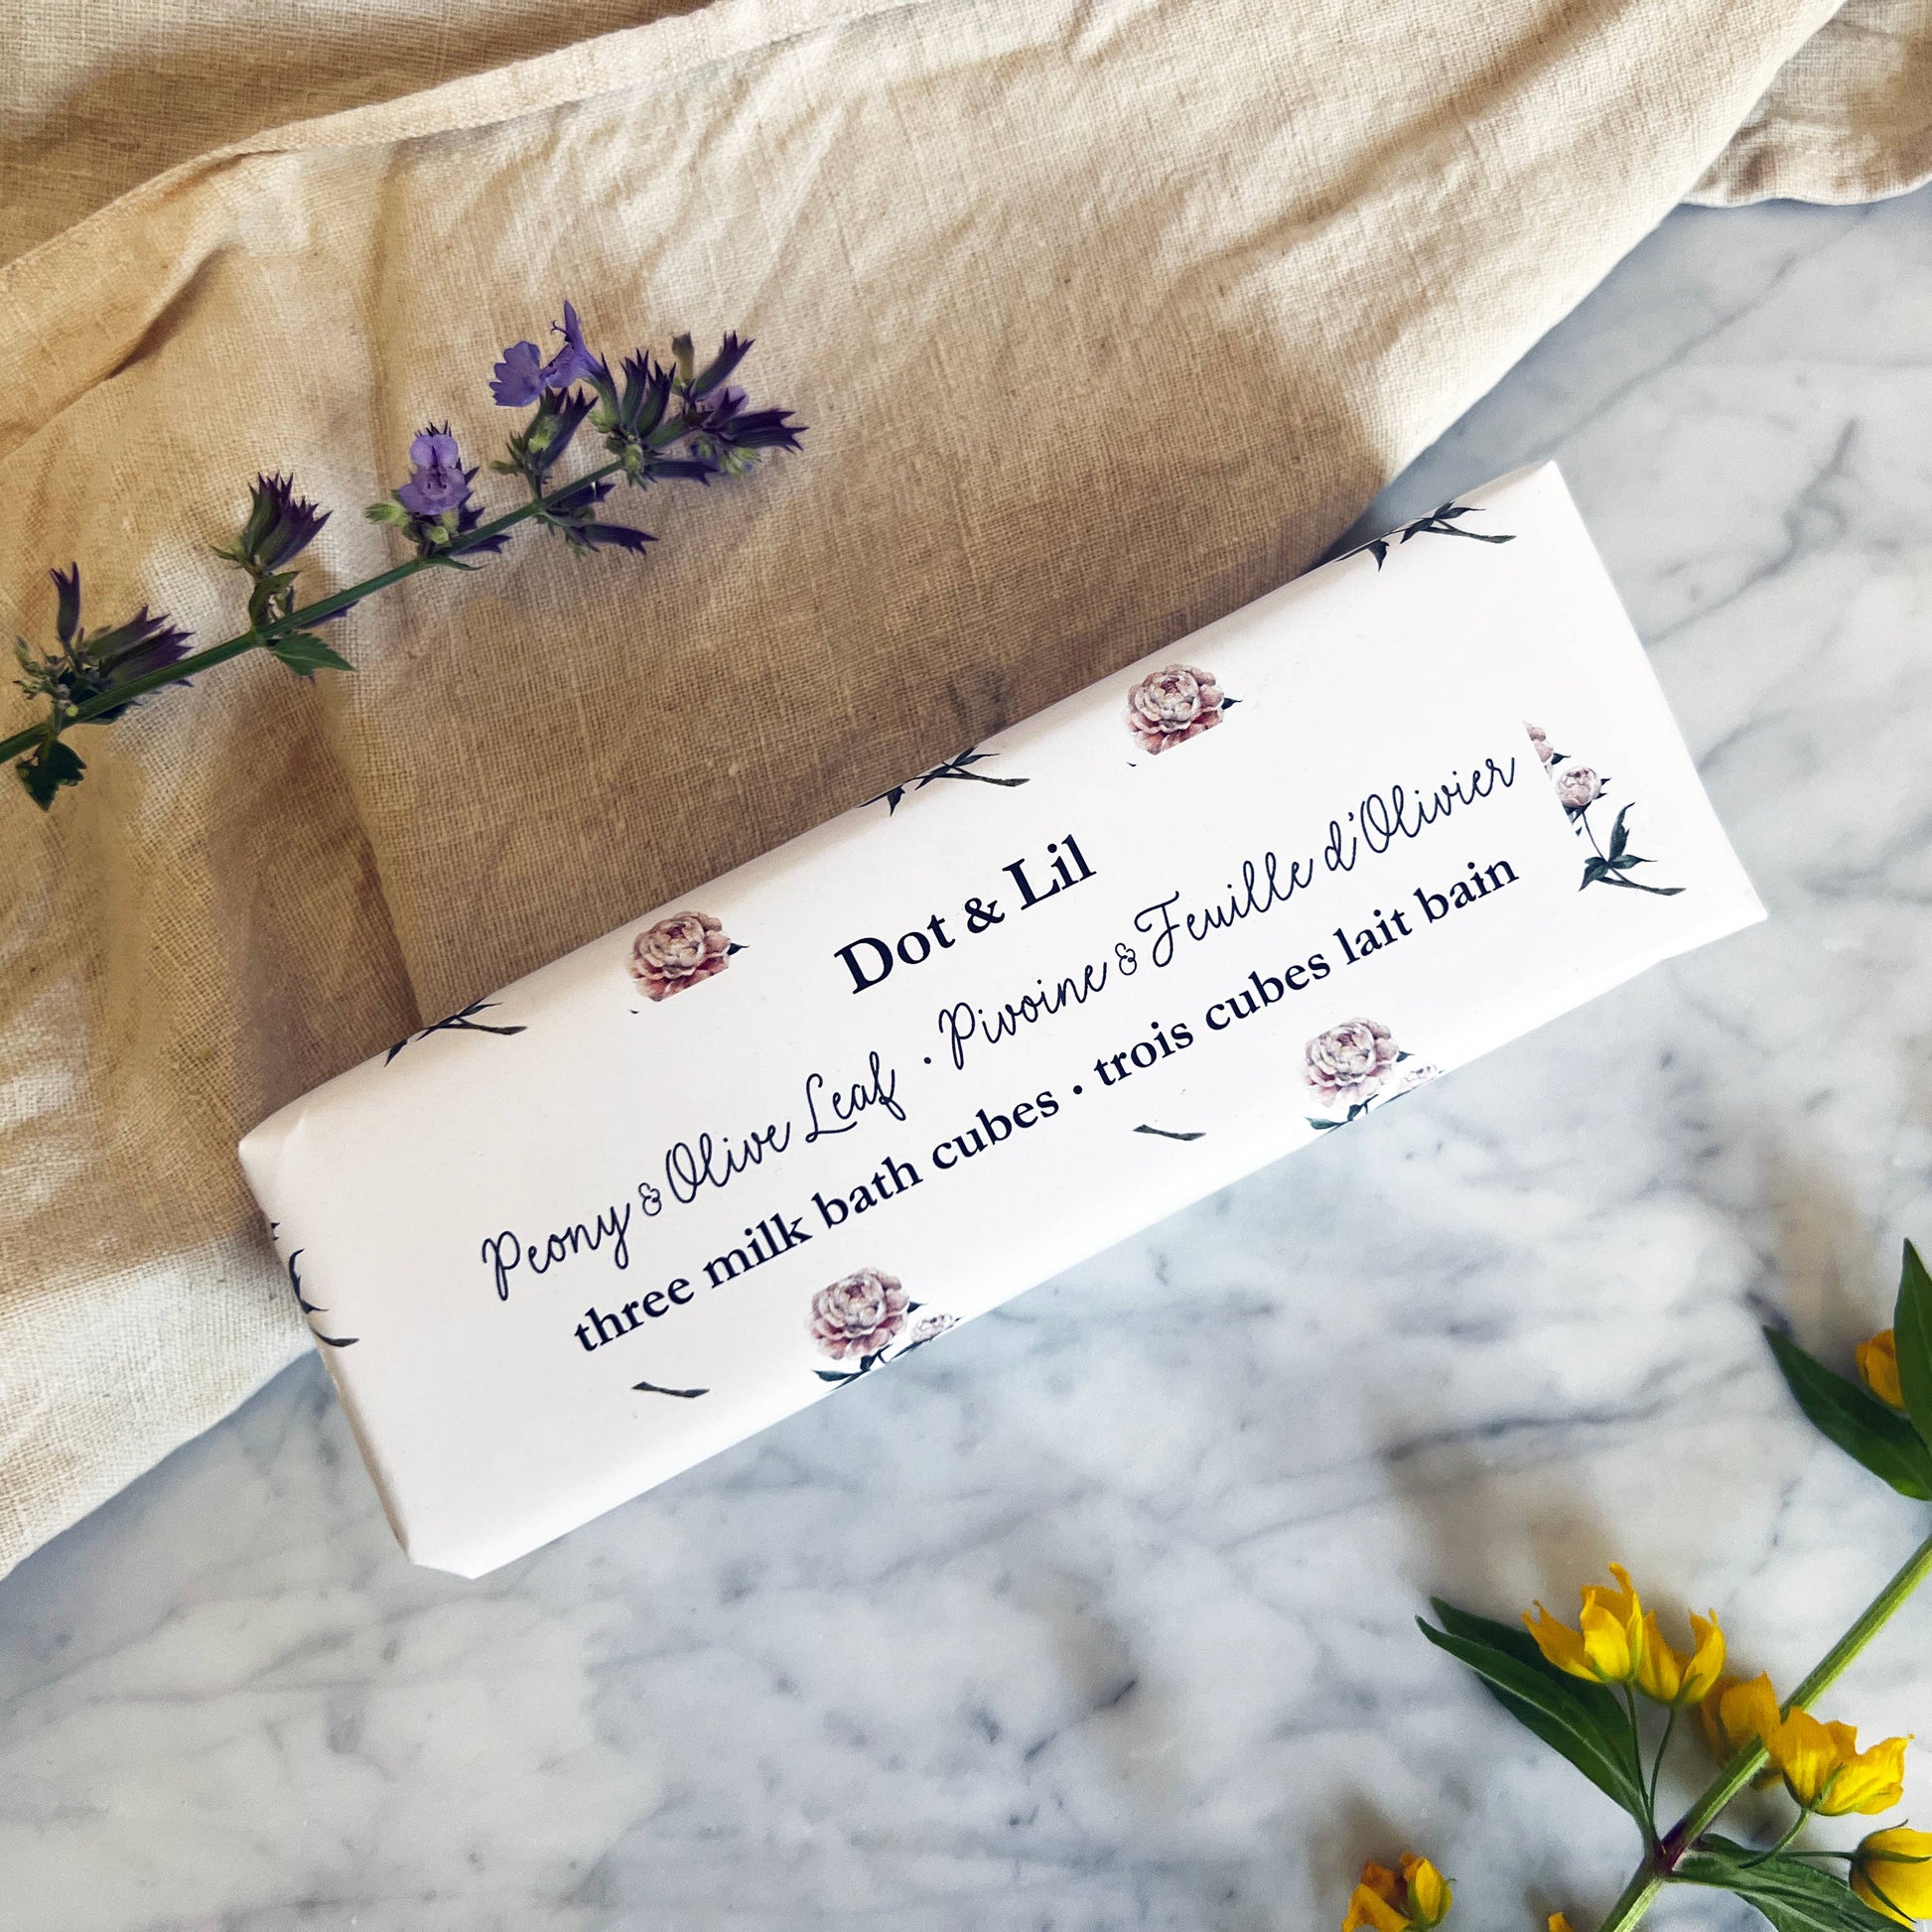 Dot & Lil
Peony & Olive Leaf · Pivoine & Feuille d'Olivier
three milk bath cubes · trois cubes lait bain